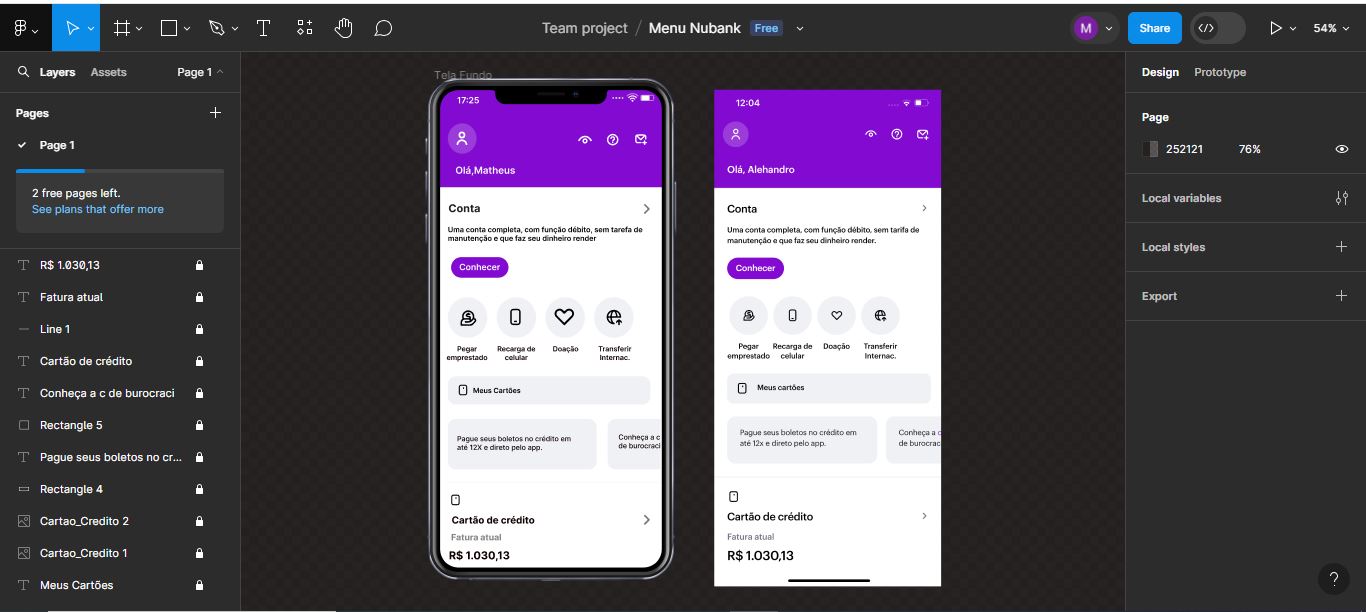 Team project / Menu Nubank Free
M
Share
54%
Layers
Assets
Page 1
Pages
Page 1
2 free pages left.
See plans that offer more
R$ 1.030,13
Fatura atual
Line 1
Cartão de crédito
Conheça a c de burocraci
Rectangle 5
Pague seus boletos no cr...
Rectangle 4
Cartao_Credito 2
Cartao_Credito 1
Meus Cartões
Tela Fundo
17:25
Olá,Matheus
Conta
Uma conta completa, com função débito, sem tarefa de
manutenção e que faz seu dinheiro render
Conhecer
Pegar
emprestado
Recarga de
celular
Doação
Transferir
Internac.
Meus Cartões
Pague seus boletos no crédito em
até 12X e direto pelo app.
Conheça a c
de burocraci
Cartão de crédito
Fatura atual
R$ 1.030,13
12:04
Olá, Alehandro
Conta
Uma conta completa, com função débito, sem tarifa de
manutenção e que faz seu dinheiro render.
Conhecer
Pegar
emprestado
Recarga de
celular
Doação
Transferir
Internac.
Meus cartões
Pague seus boletos no crédito em
até 12x e direto pelo app.
Conheça a c
de burocrac
Cartão de crédito
Fatura atual
R$ 1.030,13
Design
Prototype
Page
252121
76%
Local variables
Local styles
Export
?